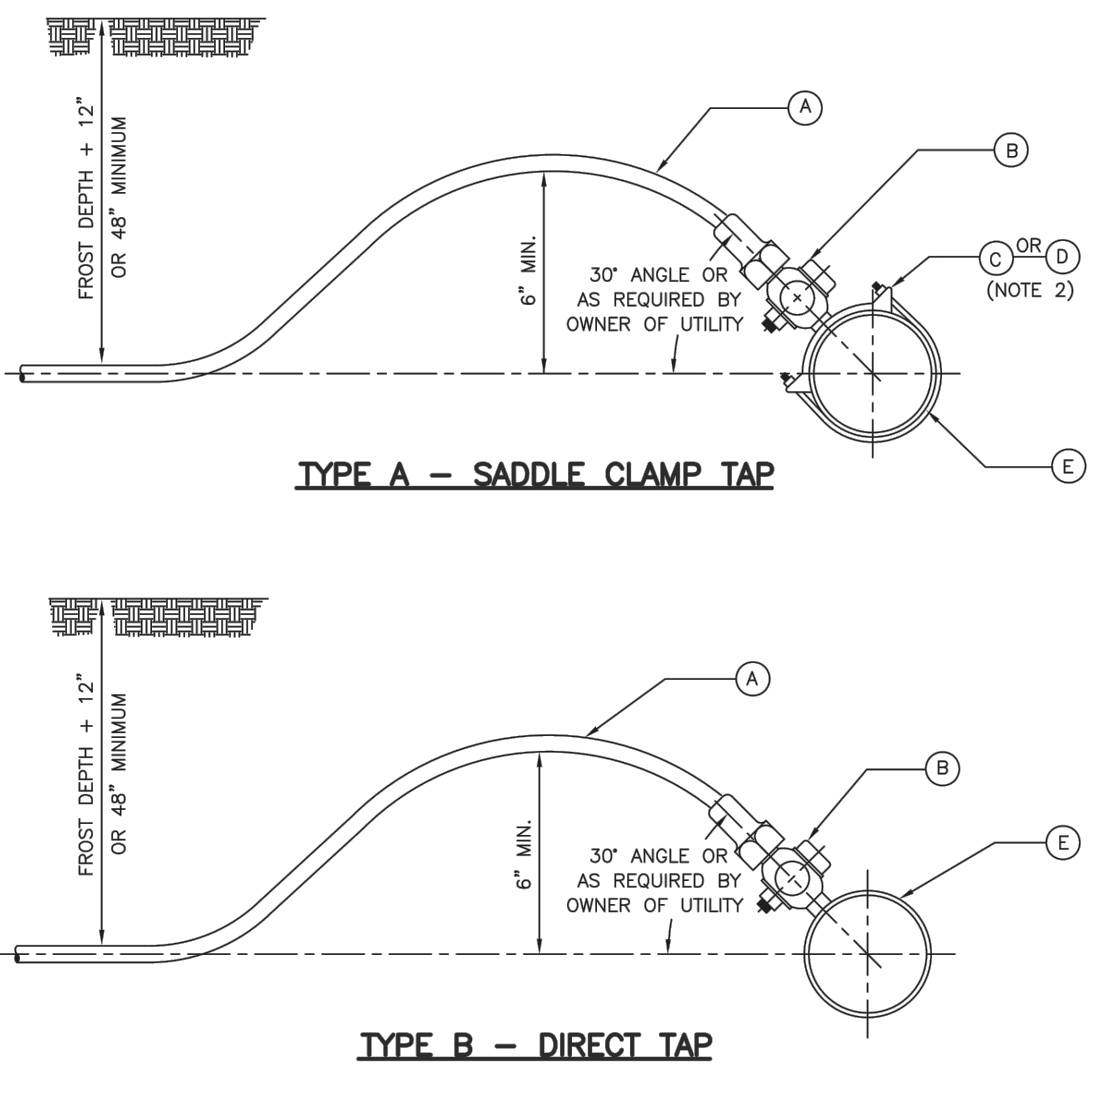 FROST DEPTH + 12"
OR 48" MINIMUM
A
B
6" MIN.
30° ANGLE OR
AS REQUIRED BY
OWNER OF UTILITY
C OR D
(NOTE 2)
E
TYPE A – SADDLE CLAMP TAP
FROST DEPTH + 12"
OR 48" MINIMUM
A
B
E
6" MIN.
30° ANGLE OR
AS REQUIRED BY
OWNER OF UTILITY
TYPE B – DIRECT TAP